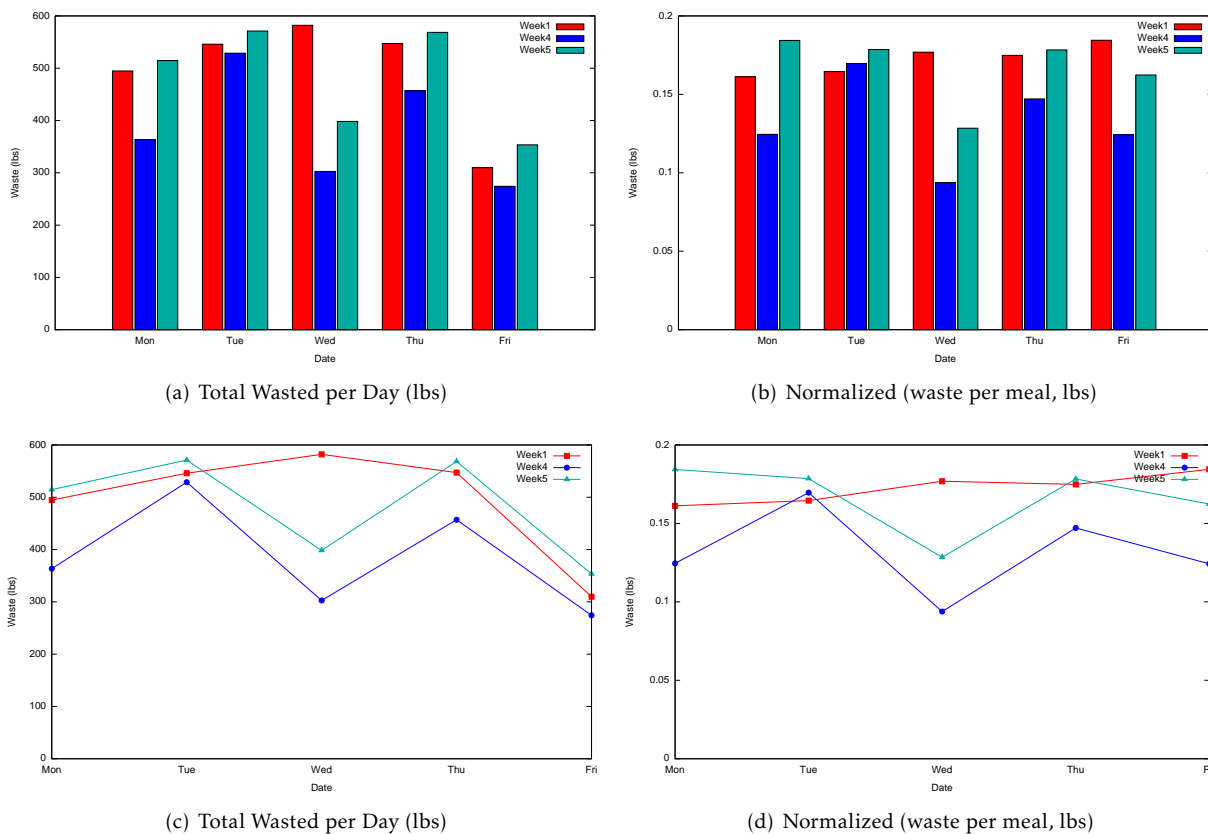 600
500
400
300
200
100
0
Waste (lbs)
Mon Tue Wed Thu Fri
Date
Week1
Week4
Week5
(a) Total Wasted per Day (lbs)
0.2
0.15
0.1
0.05
0
Waste (lbs)
Mon Tue Wed Thu Fri
Date
Week1
Week4
Week5
(b) Normalized (waste per meal, lbs)
600
500
400
300
200
100
0
Waste (lbs)
Mon Tue Wed Thu Fri
Date
Week1
Week4
Week5
(c) Total Wasted per Day (lbs)
0.2
0.15
0.1
0.05
0
Waste (lbs)
Mon Tue Wed Thu
Date
Week1
Week4
Week5
(d) Normalized (waste per meal, lbs)